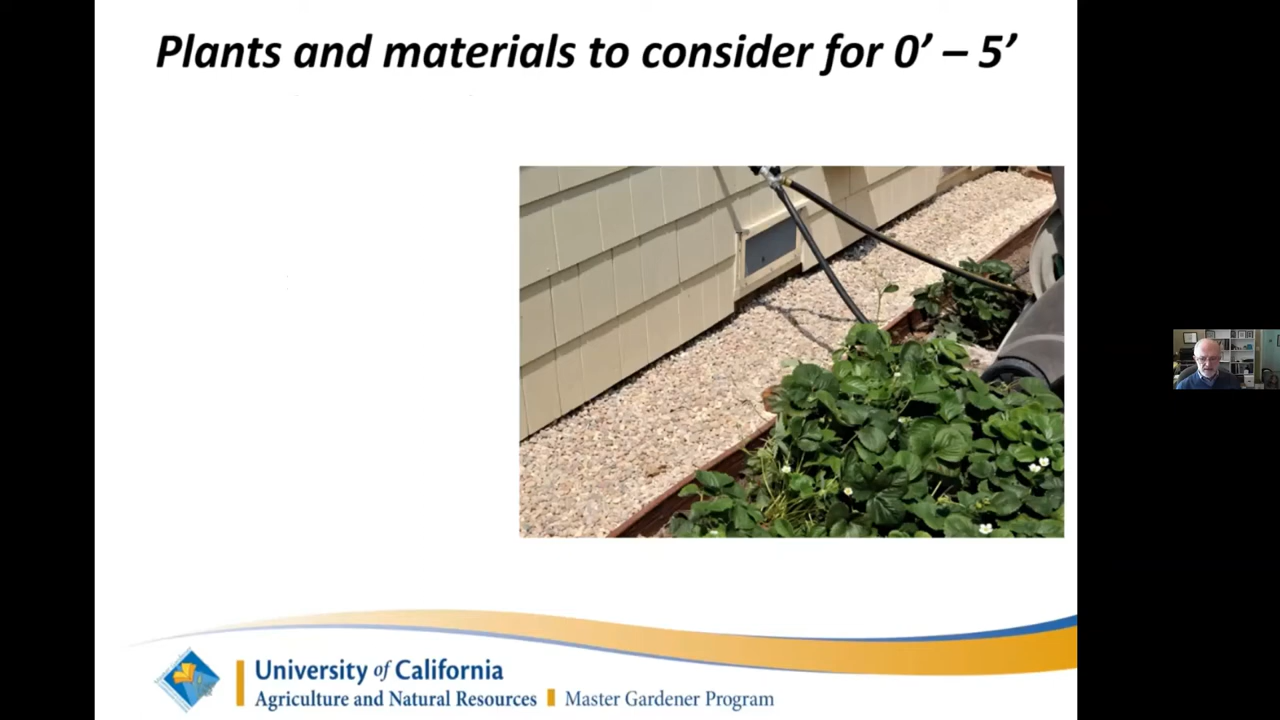 Plants and materials to consider for 0’ – 5’
University of California
Agriculture and Natural Resources
Master Gardener Program